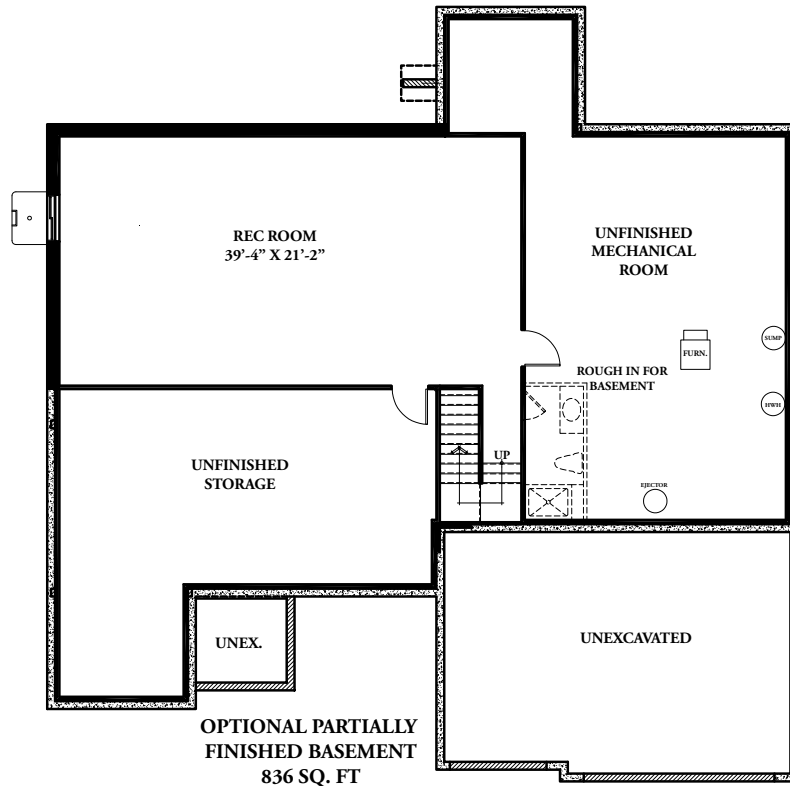 REC ROOM
39'-4” X 21'-2”
UNFINISHED
MECHANICAL
ROOM
SUMP
FURN.
ROUGH IN FOR
BASEMENT
HWH
UNFINISHED
STORAGE
UP
EJECTOR
UNEX.
UNEXCAVATED
OPTIONAL PARTIALLY
FINISHED BASEMENT
836 SQ. FT